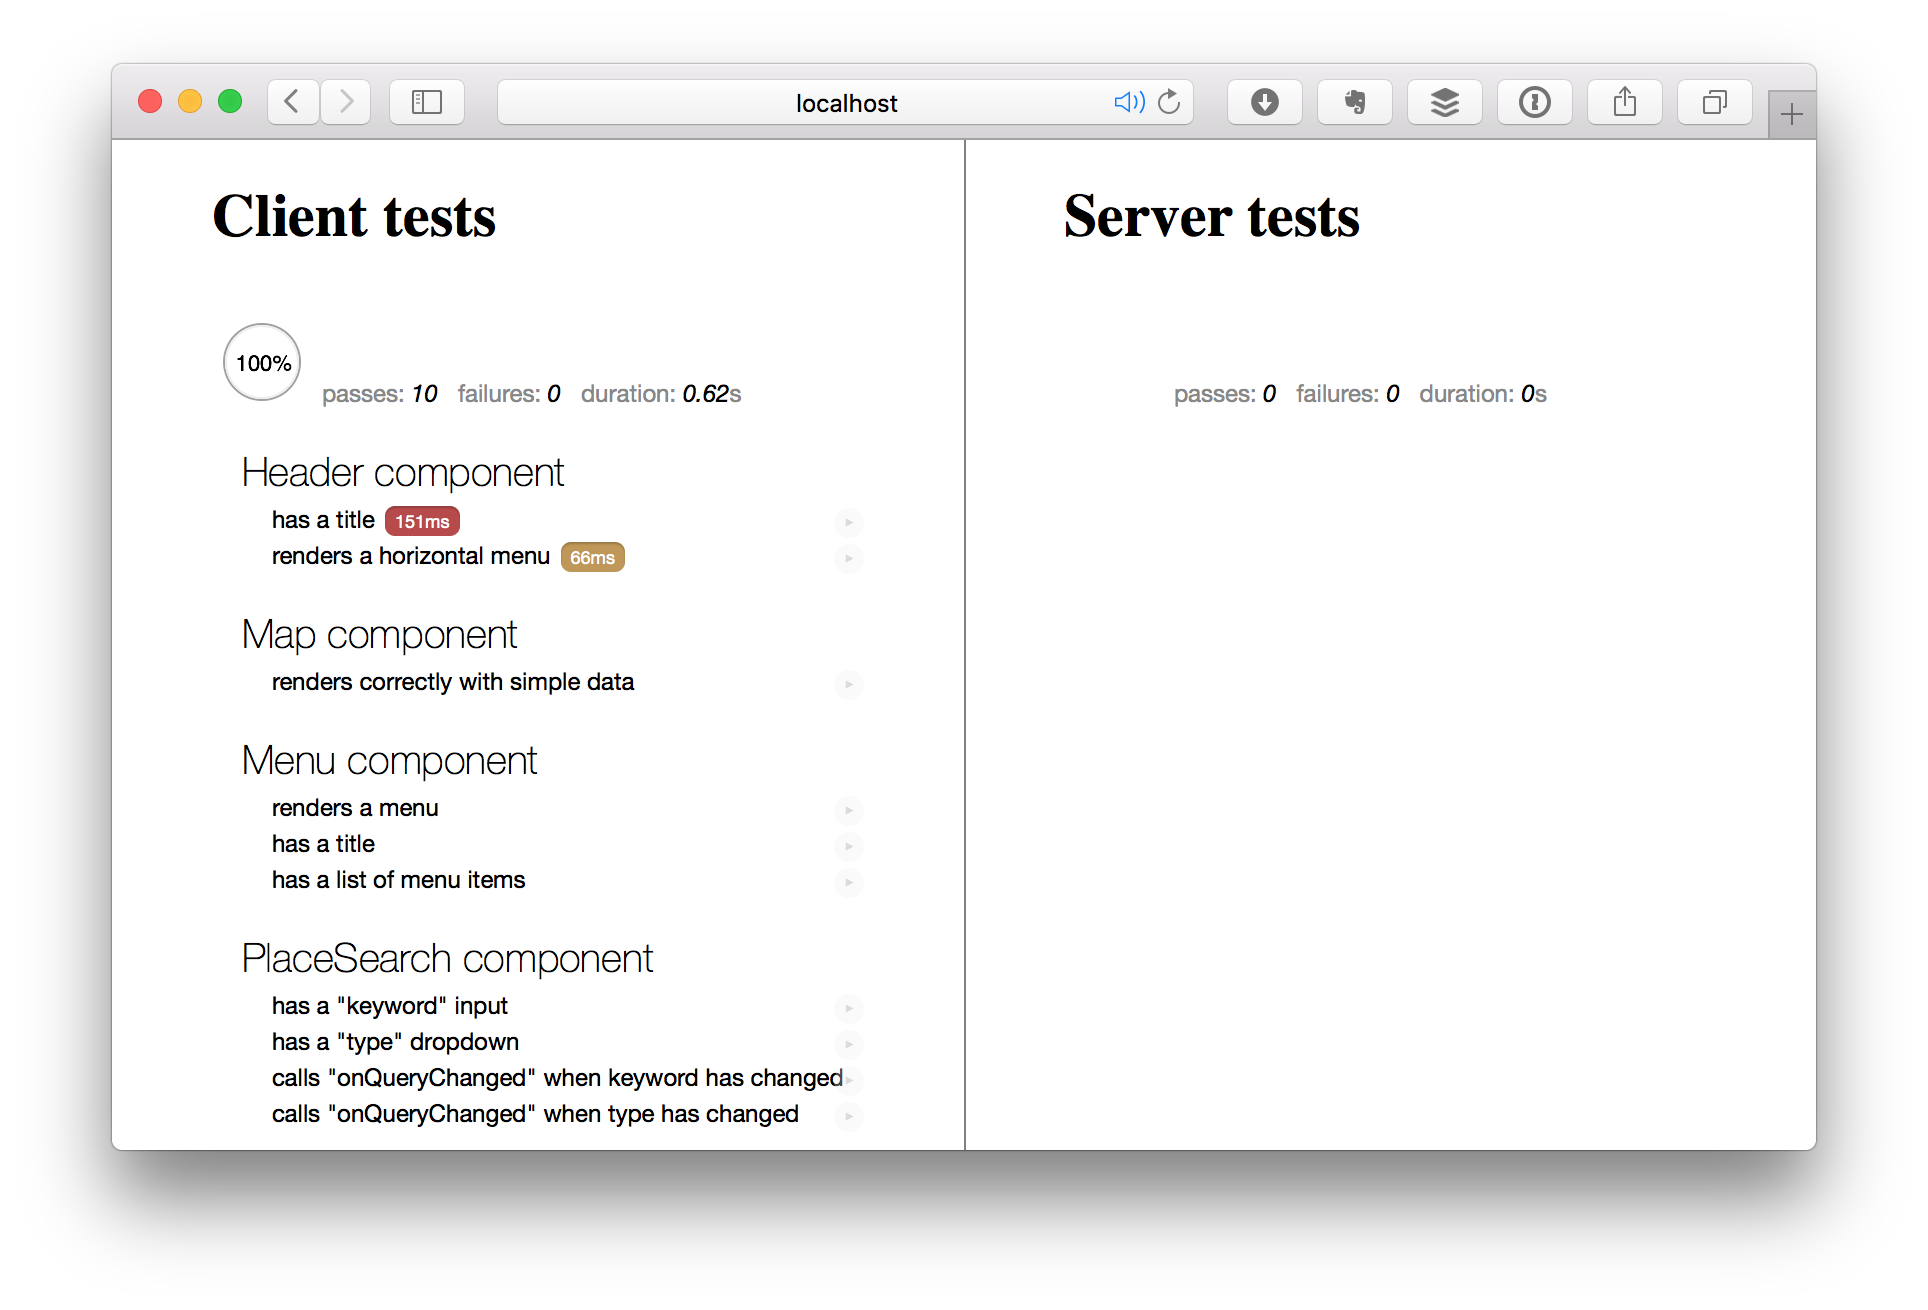 localhost
Client tests
100%
passes: 10 failures: 0 duration: 0.62s
Header component
has a title 151ms
renders a horizontal menu 66ms
Map component
renders correctly with simple data
Menu component
renders a menu
has a title
has a list of menu items
PlaceSearch component
has a "keyword" input
has a "type" dropdown
calls "onQueryChanged" when keyword has changed
calls "onQueryChanged" when type has changed
Server tests
passes: 0 failures: 0 duration: 0s